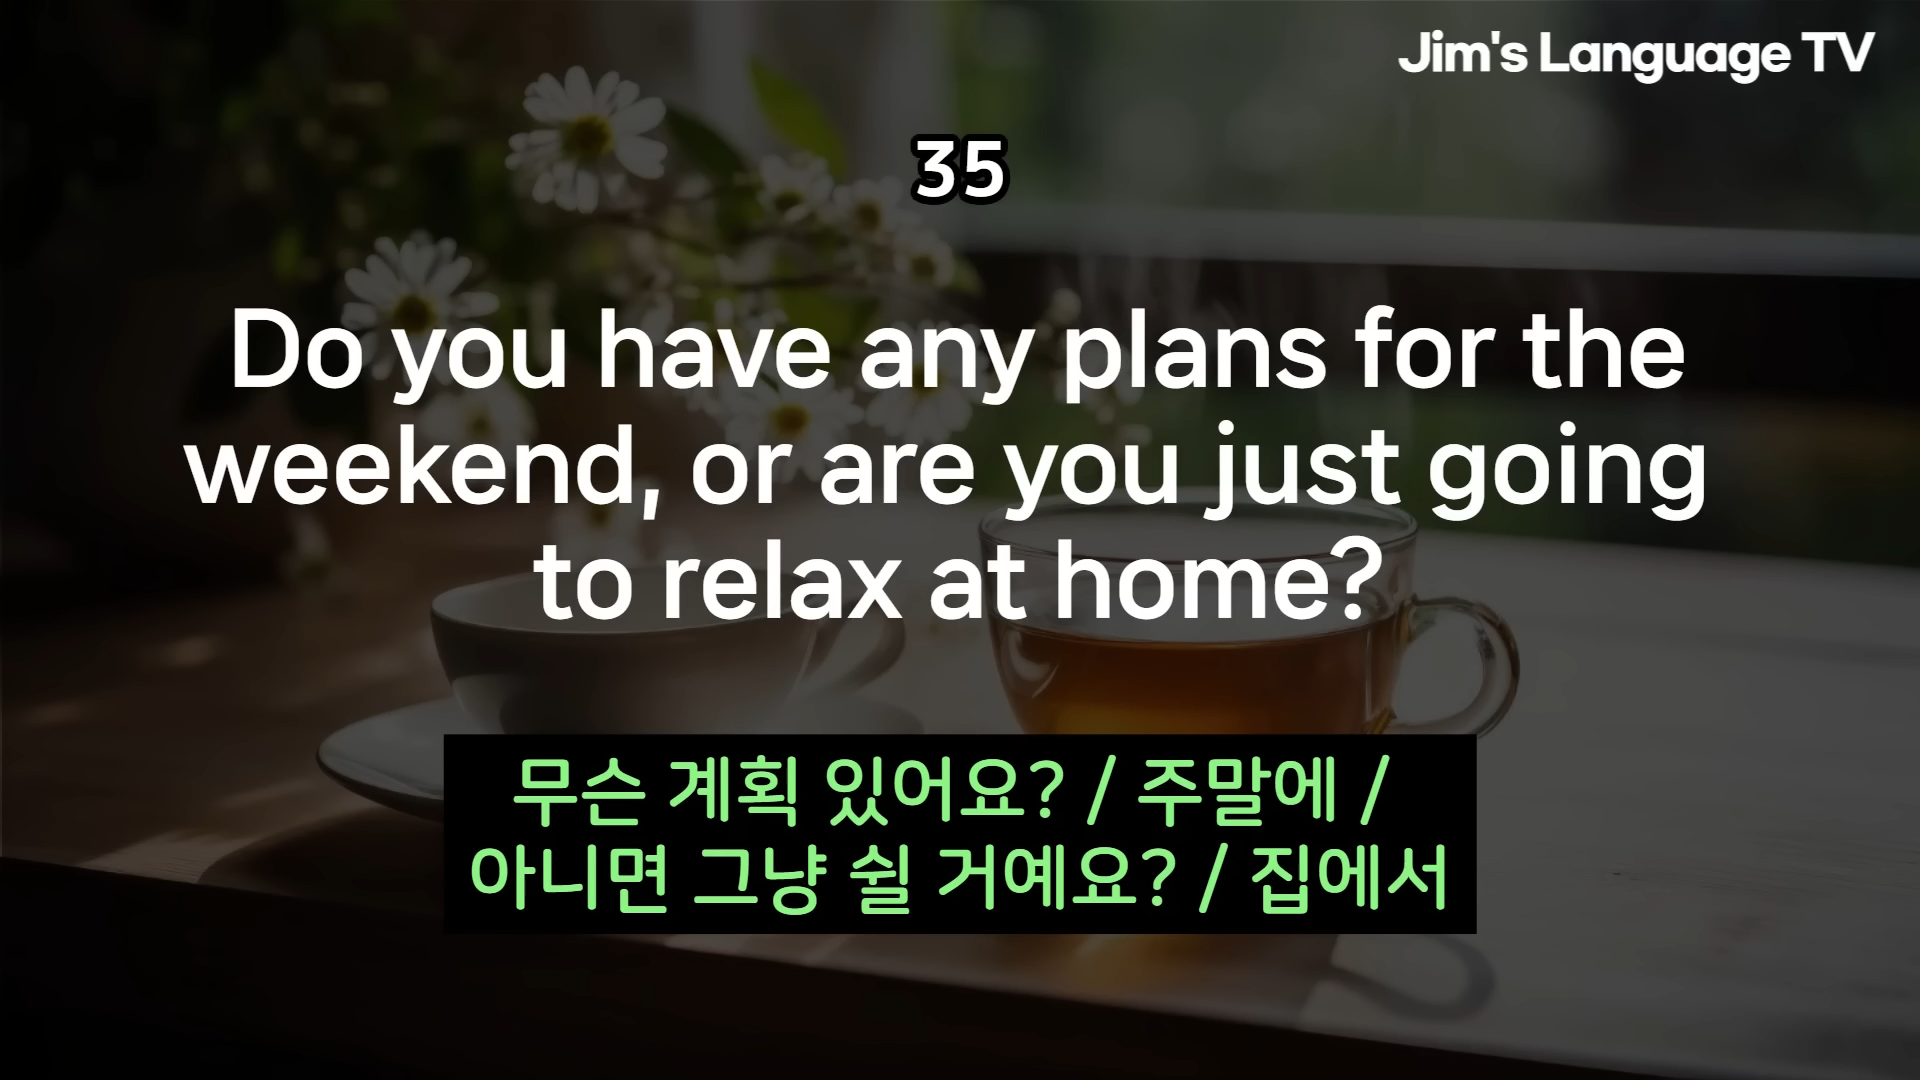 Jim's Language TV
35
Do you have any plans for the
weekend, or are you just going
to relax at home?
무슨 계획 있어요? / 주말에 /
아니면 그냥 쉴 거예요? / 집에서